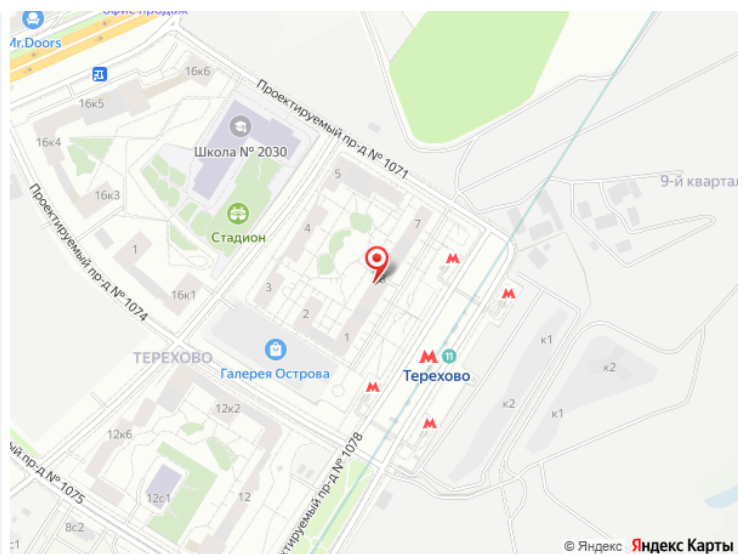 офис продаж
Mr.Doors
16к6
16к5
16к4
Школа № 2030
Проектируемый пр-д № 1071
5
9-й квартал
16к3
Стадион
4
7
Проектируемый пр-д № 1074
1
3
16к1
2
1
к1
ТЕРЕХОВО
Галерея Острова
11
Терехово
к2
к2
к1
12к2
12к6
Проектируемый пр-д № 1078
12с1
12
ый пр-д № 1075
8с2
с1
© Яндекс Яндекс Карты